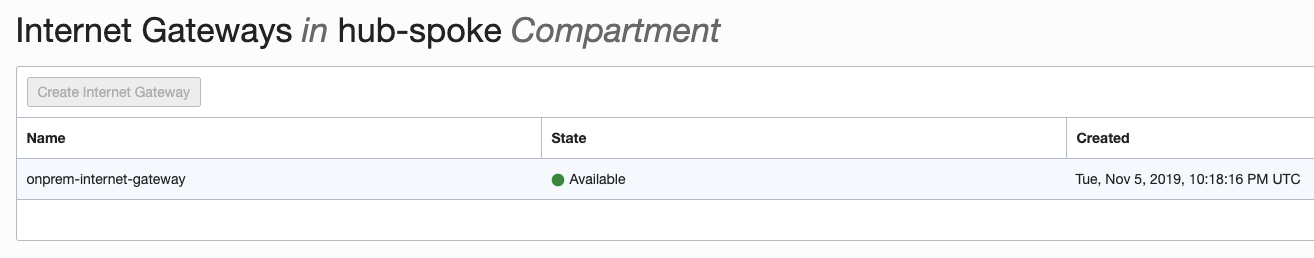 Internet Gateways in hub-spoke Compartment
Create Internet Gateway
Name State Created
onprem-internet-gateway Available Tue, Nov 5, 2019, 10:18:16 PM UTC